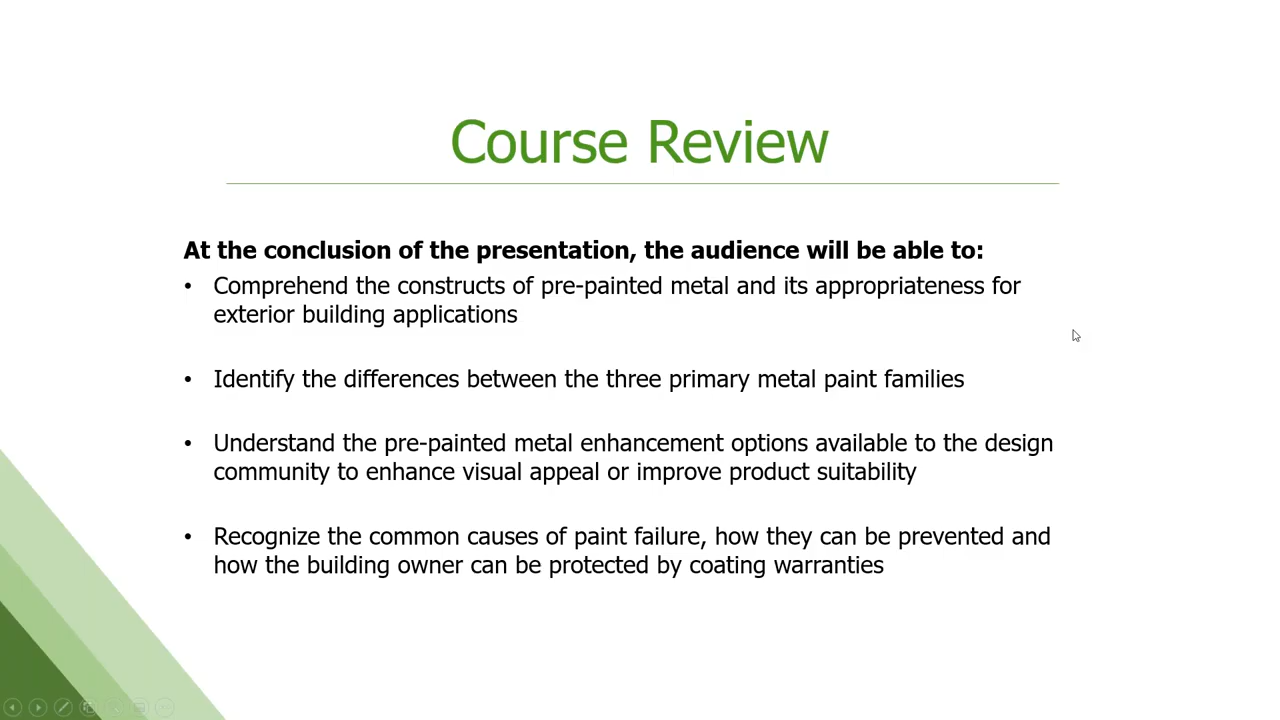 Course Review
At the conclusion of the presentation, the audience will be able to:
• Comprehend the constructs of pre-painted metal and its appropriateness for
exterior building applications
• Identify the differences between the three primary metal paint families
• Understand the pre-painted metal enhancement options available to the design
community to enhance visual appeal or improve product suitability
• Recognize the common causes of paint failure, how they can be prevented and
how the building owner can be protected by coating warranties